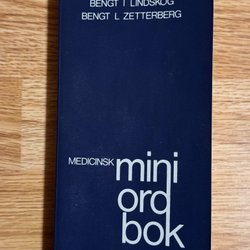 BENGT I LINDSKOG
BENGT L ZETTERBERG
MEDICINSK
mini
ord
bok